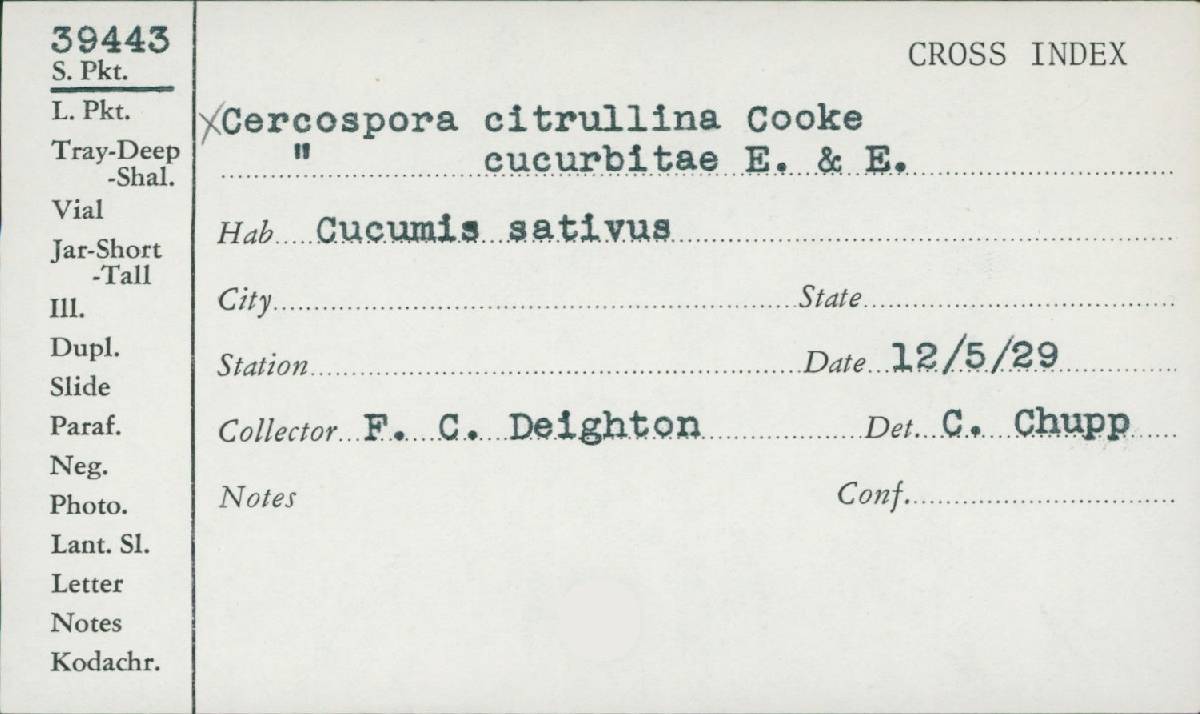 39443
S. Pkt.
L. Pkt.
Tray-Deep
-Shal.
Vial
Jar-Short
-Tall
Ill.
Dupl.
Slide
Paraf.
Neg.
Photo.
Lant. Sl.
Letter
Notes
Kodachr.
CROSS INDEX
XCercospora citrullina Cooke
" cucurbitae E. & E.
Hab Cucumis sativus
City State
Station Date 12/5/29
Collector F. C. Deighton Det. C. Chupp
Notes Conf.